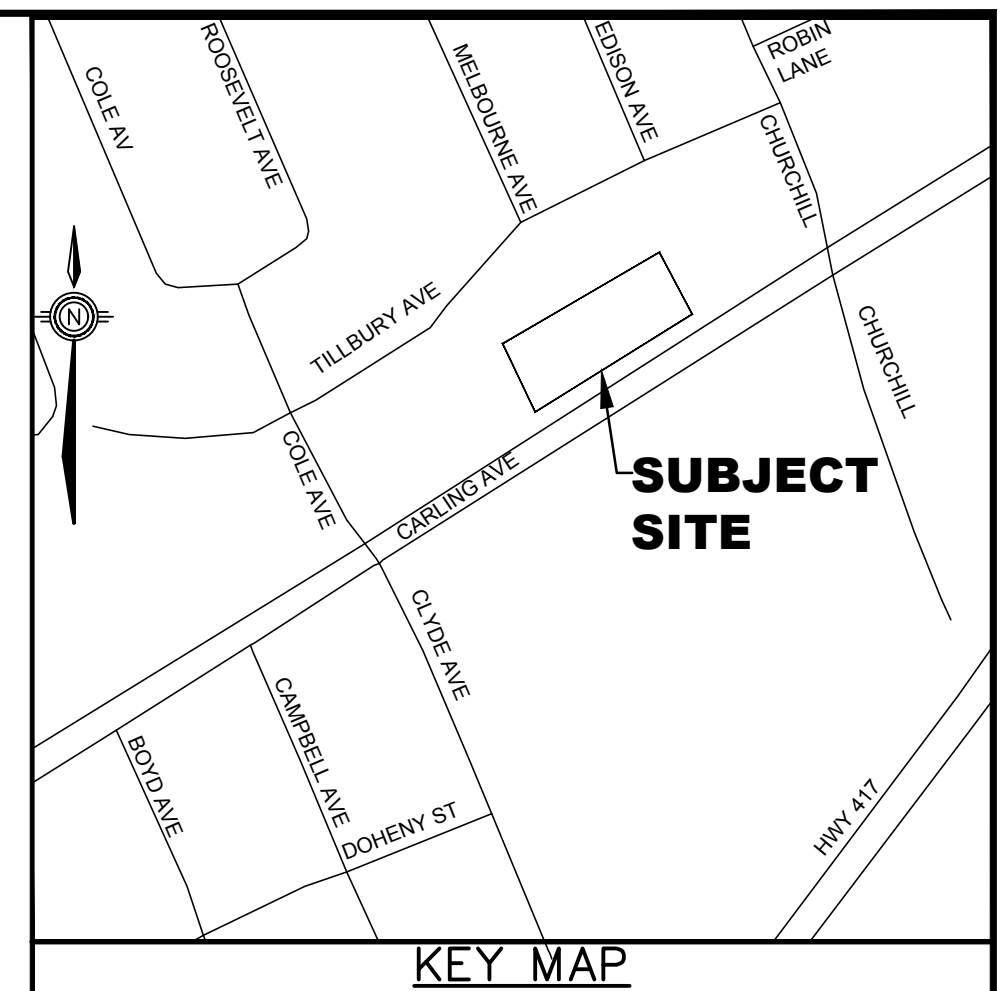 COLE AV
ROOSEVELT AVE
MELBOURNE AVE
EDISON AVE
ROBIN
LANE
CHURCHILL
N
TILLBURY AVE
CHURCHILL
COLE AVE
CARLING AVE
SUBJECT
SITE
CLYDE AVE
CAMPBELL AVE
BOYD AVE
DOHENY ST
HWY 417
KEY MAP